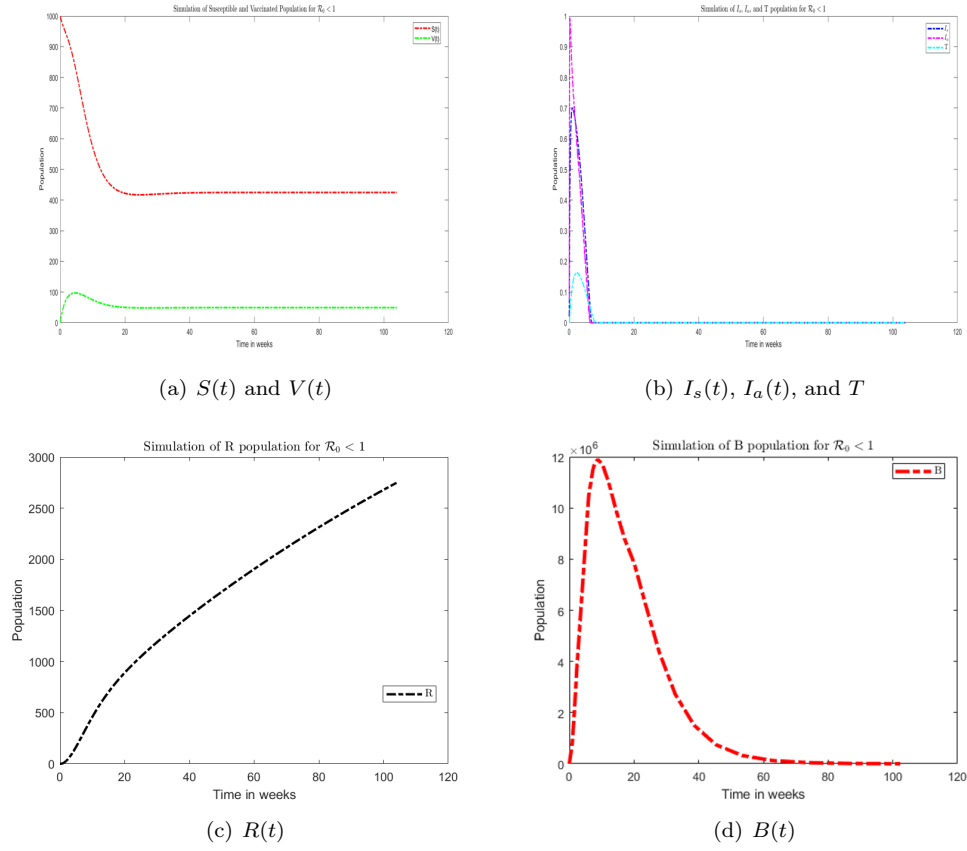 Simulation of Susceptible and Vaccinated Population for R₀ < 1
1000
900
800
700
600
500
400
300
200
100
0
Population
S(t)
V(t)
0 20 40 60 80 100 120
Time in weeks
(a) S(t) and V(t)
Simulation of Iₛ, Iₐ, and T population for R₀ < 1
1
0.9
0.8
0.7
0.6
0.5
0.4
0.3
0.2
0.1
0
Population
Iₛ
Iₐ
T
0 20 40 60 80 100 120
Time in weeks
(b) Iₛ(t), Iₐ(t), and T
Simulation of R population for R₀ < 1
3000
2500
2000
1500
1000
500
0
Population
R
0 20 40 60 80 100 120
Time in weeks
(c) R(t)
Simulation of B population for R₀ < 1
×10⁶
12
10
8
6
4
2
0
Population
B
0 20 40 60 80 100 120
Time in weeks
(d) B(t)